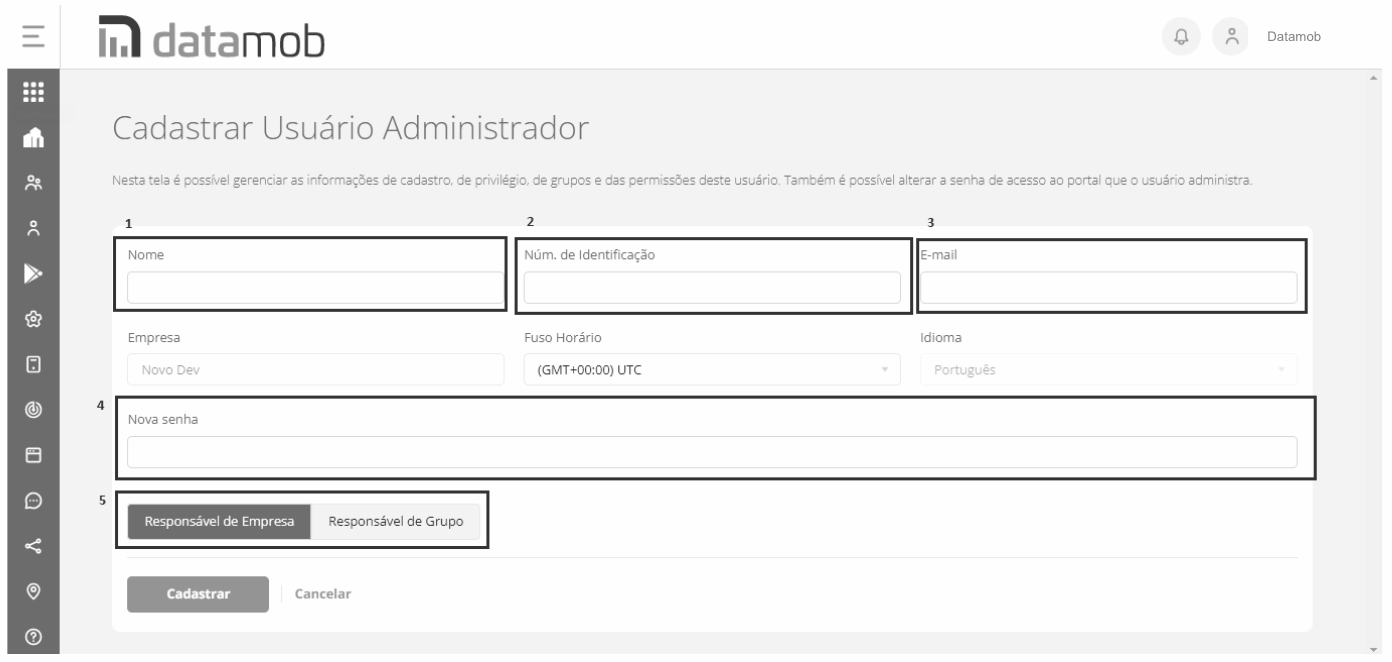 datamob
Datamob
Cadastrar Usuário Administrador
Nesta tela é possível gerenciar as informações de cadastro, de privilégio, de grupos e das permissões deste usuário. Também é possível alterar a senha de acesso ao portal que o usuário administra.
1 2 3
Nome Núm. de Identificação E-mail
Empresa Fuso Horário Idioma
Novo Dev (GMT+00:00) UTC Português
4
Nova senha
5
Responsável de Empresa Responsável de Grupo
Cadastrar Cancelar